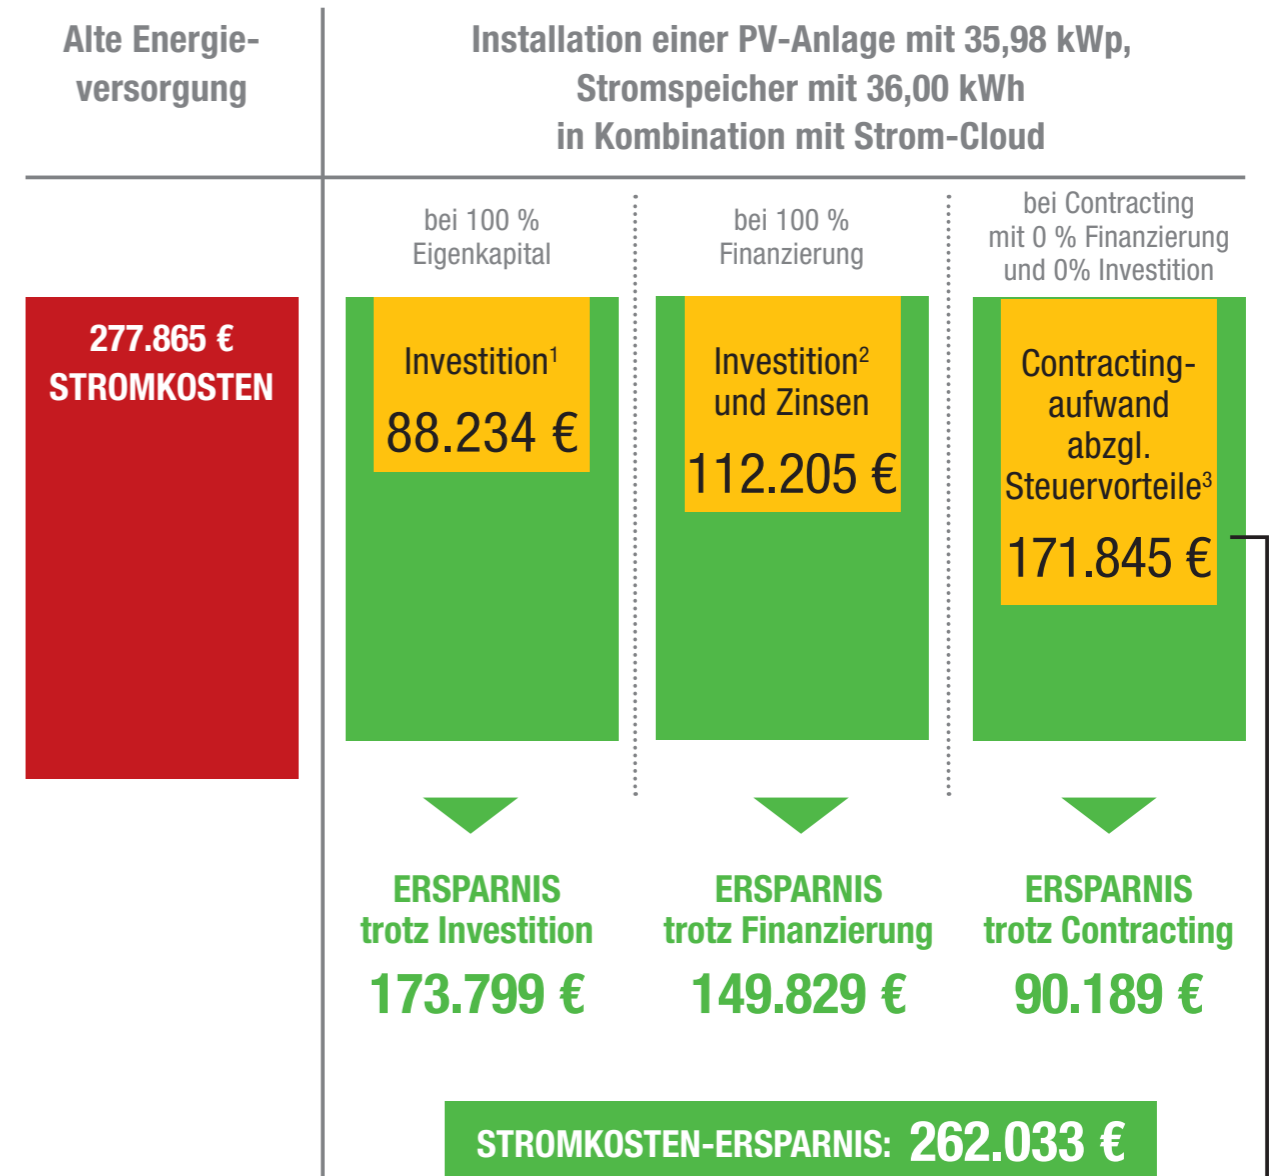 Alte Energie-
versorgung
Installation einer PV-Anlage mit 35,98 kWp,
Stromspeicher mit 36,00 kWh
in Kombination mit Strom-Cloud
277.865 €
STROMKOSTEN
bei 100 %
Eigenkapital
Investition¹
88.234 €
ERSPARNIS
trotz Investition
173.799 €
bei 100 %
Finanzierung
Investition²
und Zinsen
112.205 €
ERSPARNIS
trotz Finanzierung
149.829 €
bei Contracting
mit 0 % Finanzierung
und 0% Investition
Contracting-
aufwand
abzgl.
Steuervorteile³
171.845 €
ERSPARNIS
trotz Contracting
90.189 €
STROMKOSTEN-ERSPARNIS: 262.033 €